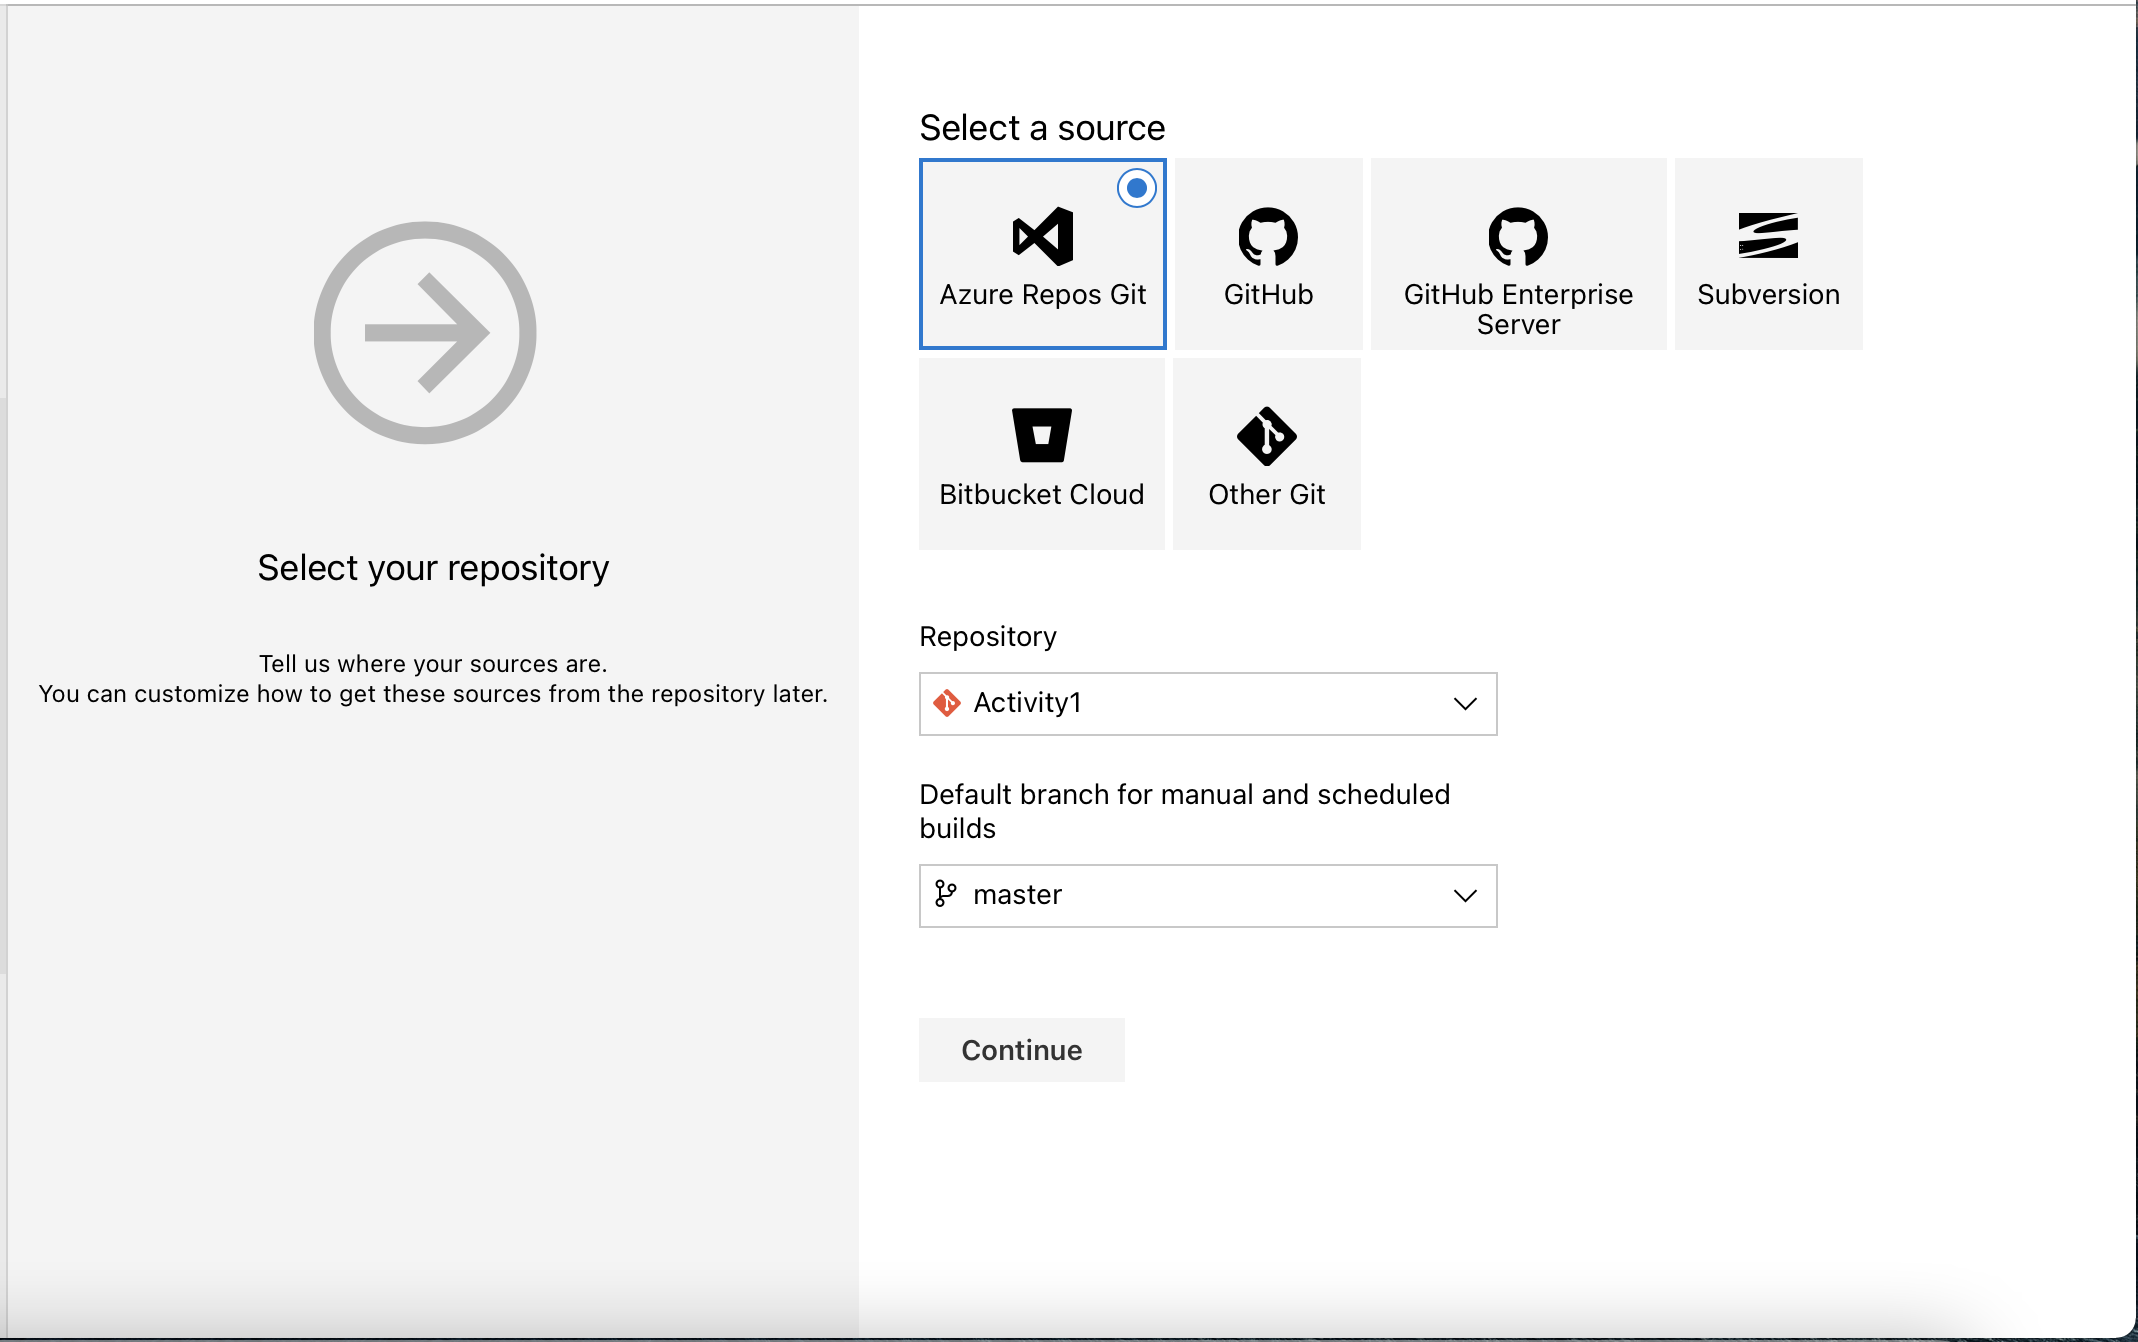 Select your repository
Tell us where your sources are.
You can customize how to get these sources from the repository later.
Select a source
Azure Repos Git
GitHub
GitHub Enterprise
Server
Subversion
Bitbucket Cloud
Other Git
Repository
Activity1
Default branch for manual and scheduled
builds
master
Continue